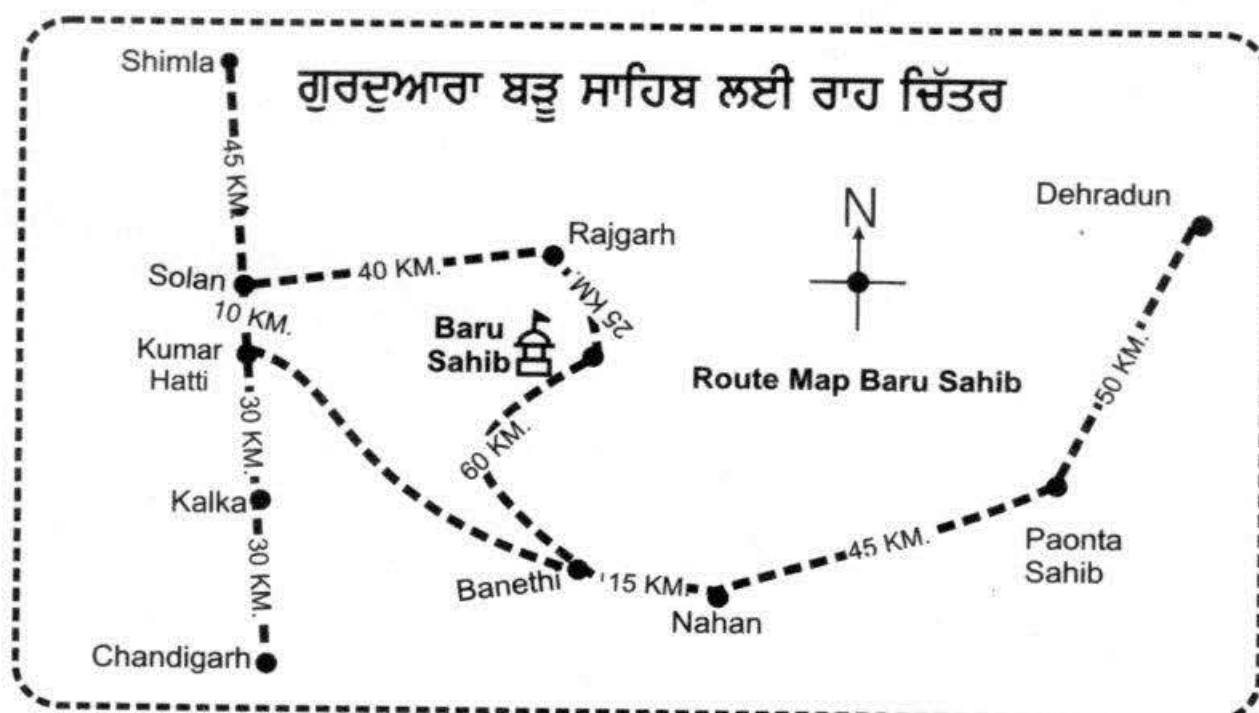 Shimla
ਗੁਰਦੁਆਰਾ ਬੜੂ ਸਾਹਿਬ ਲਈ ਰਾਹ ਚਿੱਤਰ
45 KM.
N
Dehradun
Rajgarh
Solan
40 KM.
25 KM.
10 KM.
Baru
Sahib
Kumar
Hatti
Route Map Baru Sahib
50 KM.
30 KM.
60 KM.
Kalka
30 KM.
45 KM.
Paonta
Sahib
Banethi
15 KM.
Nahan
Chandigarh